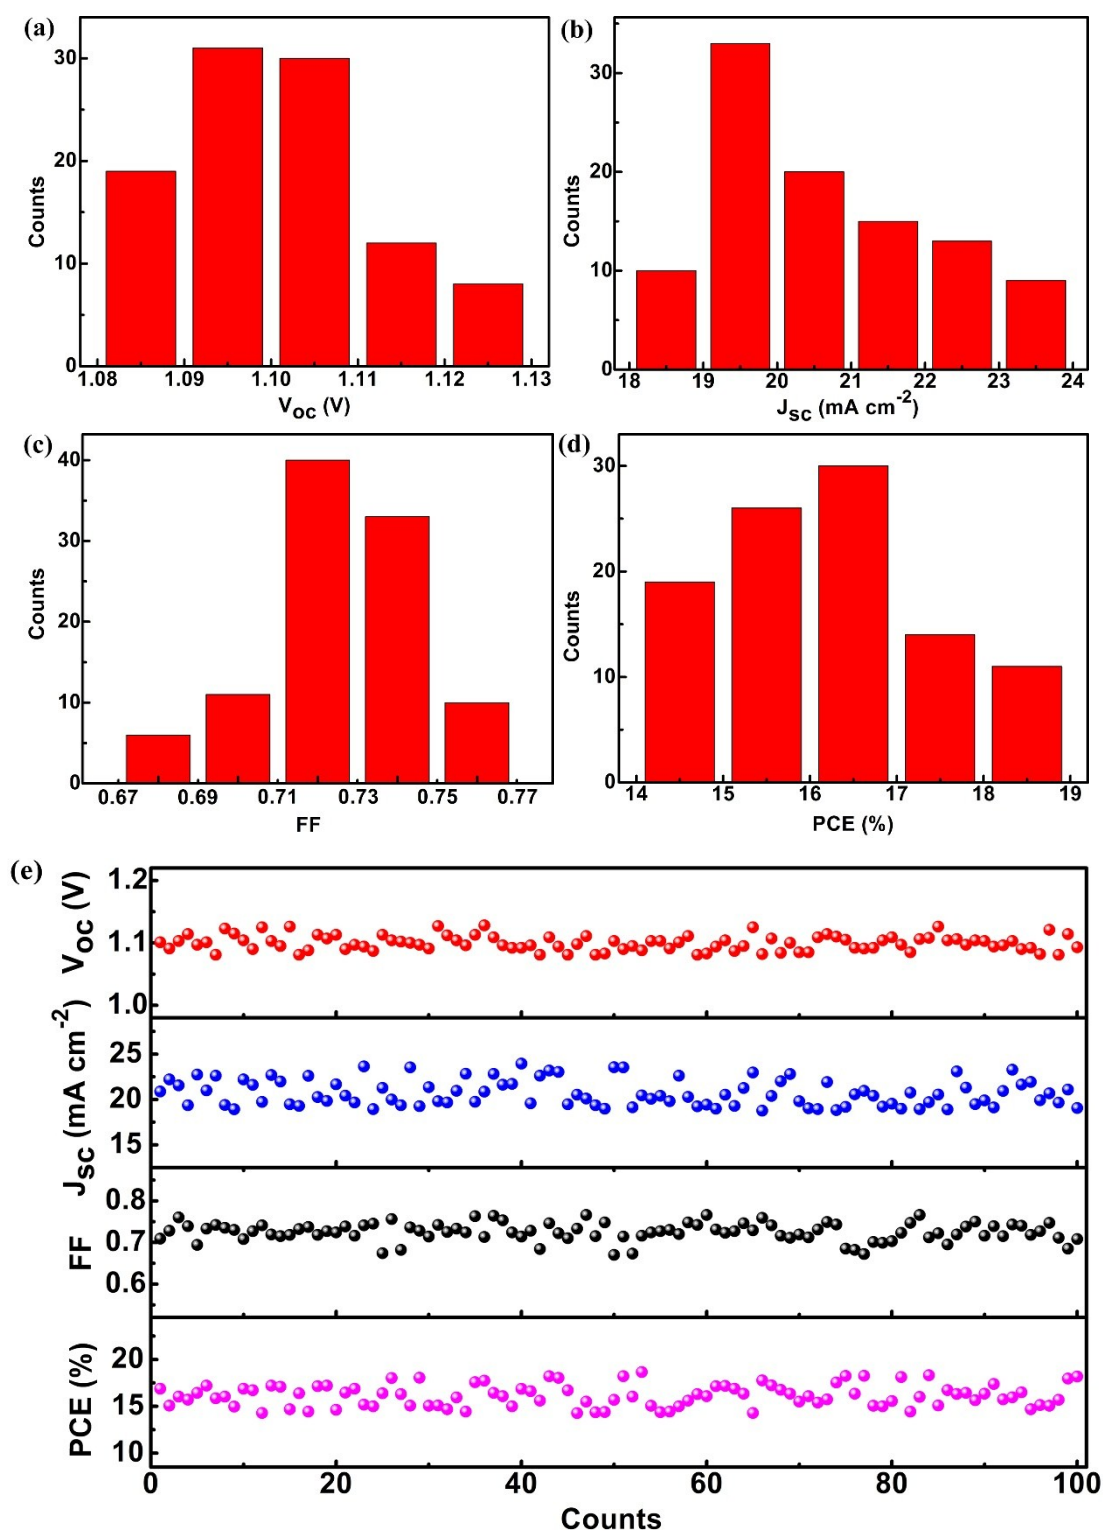 (a)
Counts
30
20
10
0
1.08 1.09 1.10 1.11 1.12 1.13
Voc (V)
(b)
Counts
30
20
10
0
18 19 20 21 22 23 24
Jsc (mA cm-2)
(c)
Counts
40
30
20
10
0
0.67 0.69 0.71 0.73 0.75 0.77
FF
(d)
Counts
30
20
10
0
14 15 16 17 18 19
PCE (%)
(e)
Voc (V)
1.2
1.1
1.0
Jsc (mA cm-2)
25
20
15
FF
0.8
0.7
0.6
PCE (%)
20
15
10
0 20 40 60 80 100
Counts